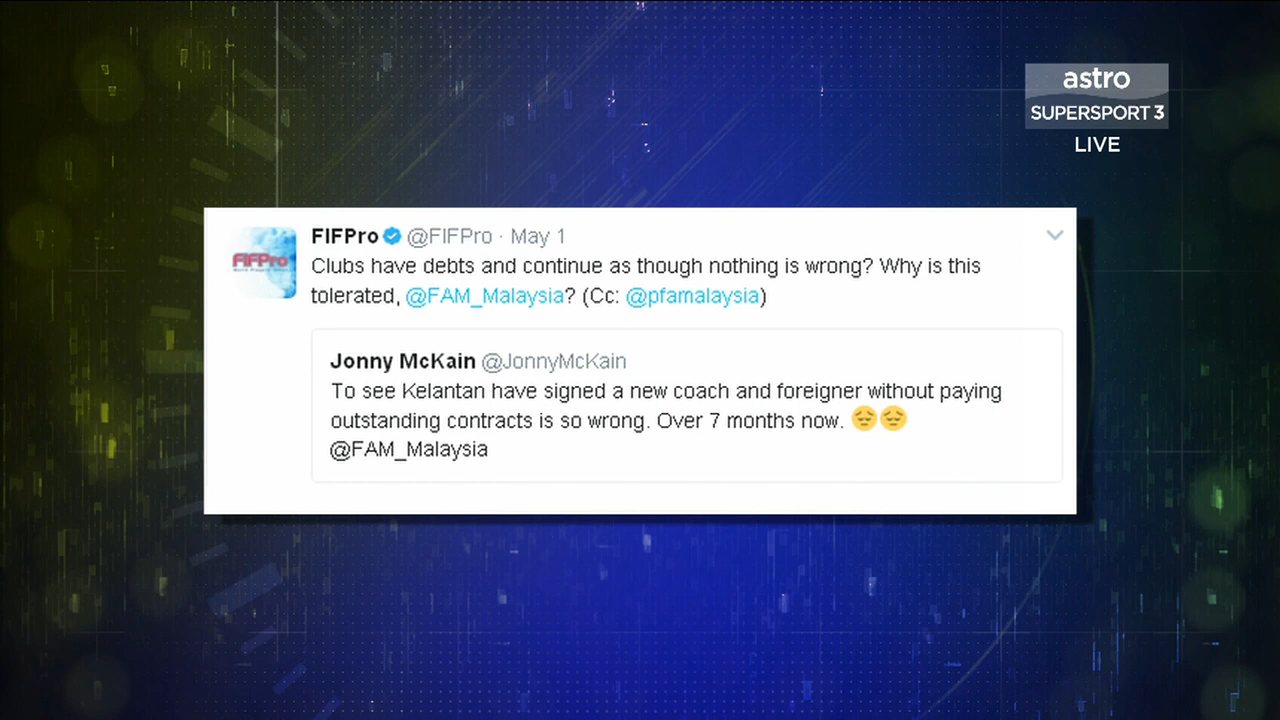 astro
SUPERSPORT 3
LIVE
FIFPro @FIFPro · May 1
FIFPro
Clubs have debts and continue as though nothing is wrong? Why is this
tolerated, @FAM_Malaysia? (Cc: @pfamalaysia)
Jonny McKain @JonnyMcKain
To see Kelantan have signed a new coach and foreigner without paying
outstanding contracts is so wrong. Over 7 months now. 😔😔
@FAM_Malaysia